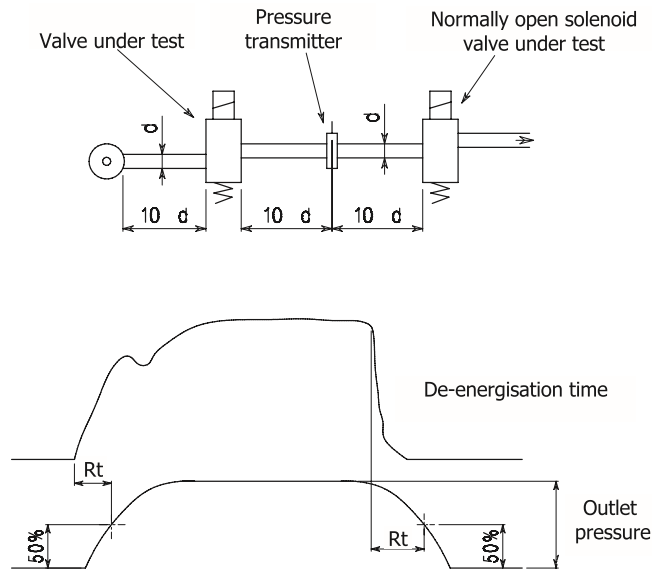 Valve under test
Pressure
transmitter
Normally open solenoid
valve under test
d
d
10 d
10 d
10 d
De-energisation time
Rt
Outlet
pressure
50%
Rt
50%